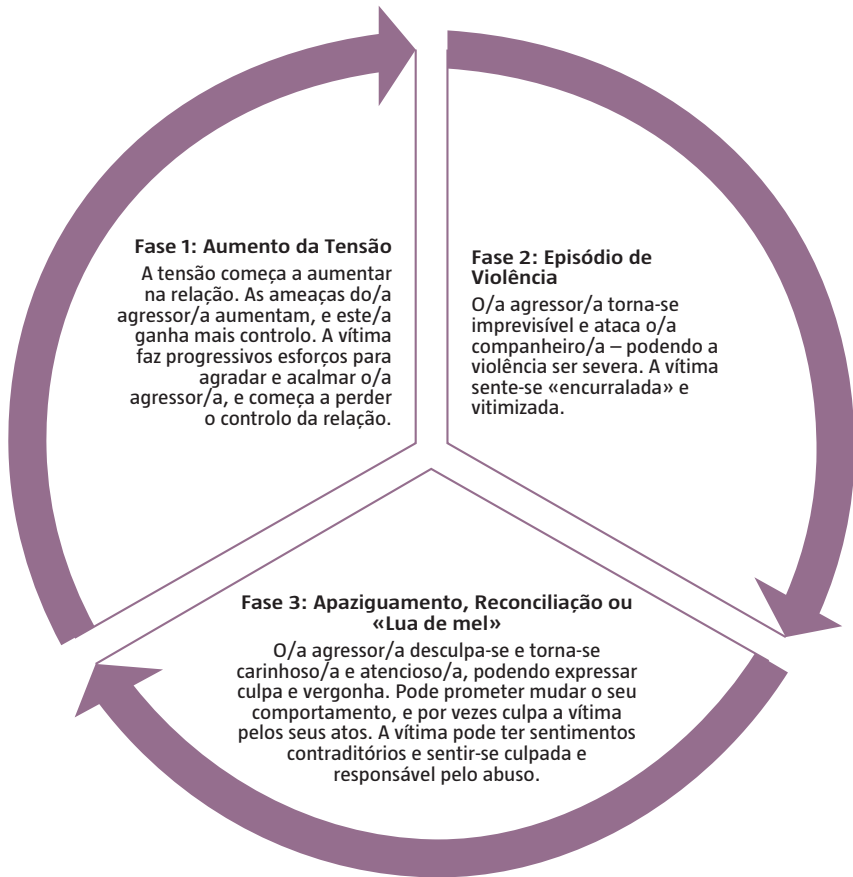 Fase 1: Aumento da Tensão
A tensão começa a aumentar
na relação. As ameaças do/a
agressor/a aumentam, e este/a
ganha mais controlo. A vítima
faz progressivos esforços para
agradar e acalmar o/a
agressor/a, e começa a perder
o controlo da relação.
Fase 2: Episódio de
Violência
O/a agressor/a torna-se
imprevisível e ataca o/a
companheiro/a – podendo a
violência ser severa. A vítima
sente-se «encurralada» e
vitimizada.
Fase 3: Apaziguamento, Reconciliação ou
«Lua de mel»
O/a agressor/a desculpa-se e torna-se
carinhoso/a e atencioso/a, podendo expressar
culpa e vergonha. Pode prometer mudar o seu
comportamento, e por vezes culpa a vítima
pelos seus atos. A vítima pode ter sentimentos
contraditórios e sentir-se culpada e
responsável pelo abuso.